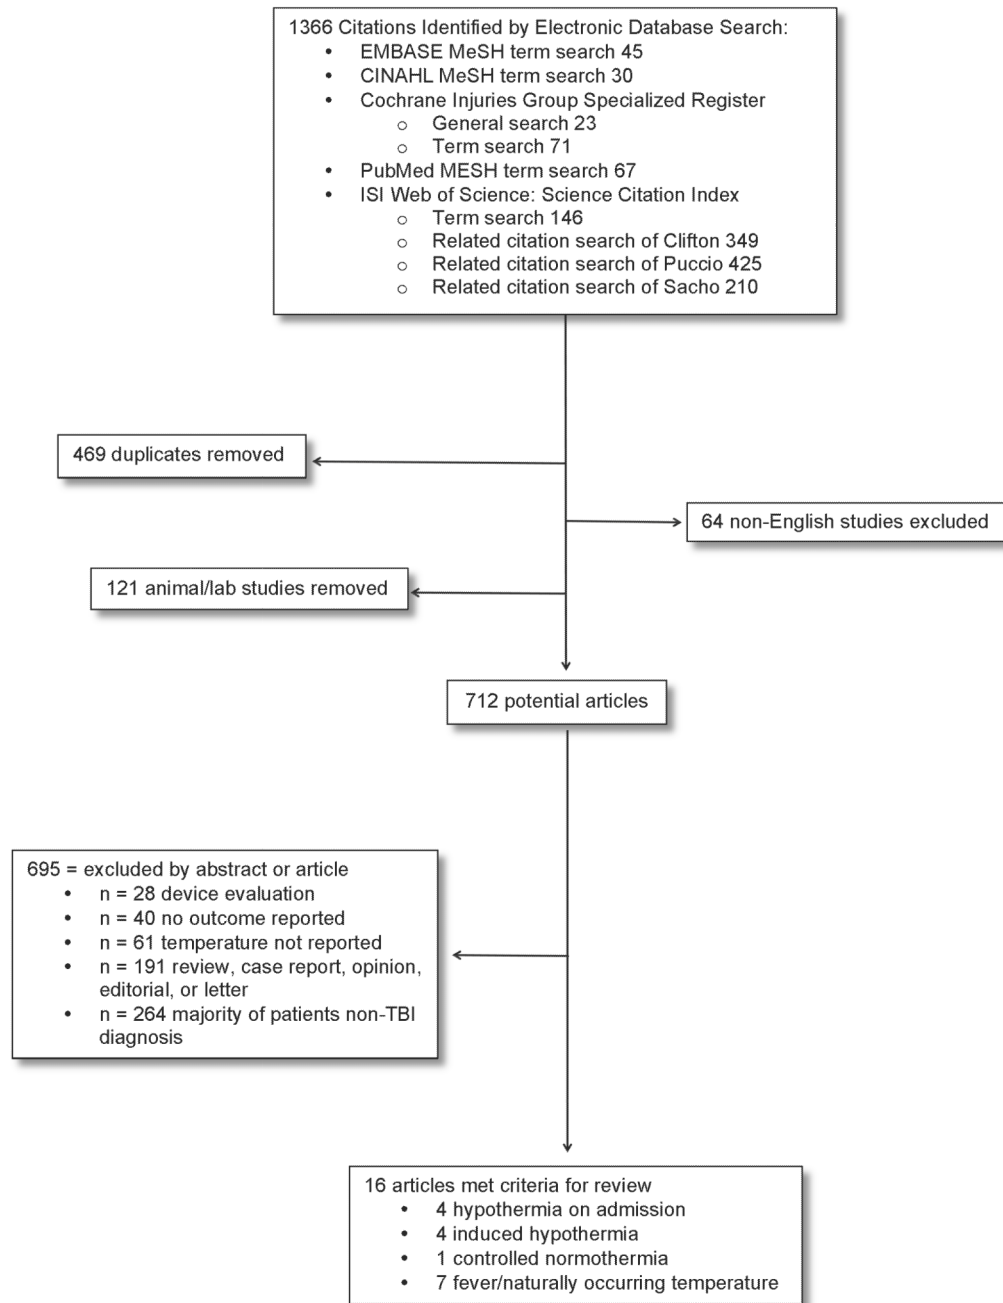 1366 Citations Identified by Electronic Database Search:
• EMBASE MeSH term search 45
• CINAHL MeSH term search 30
• Cochrane Injuries Group Specialized Register
o General search 23
o Term search 71
• PubMed MESH term search 67
• ISI Web of Science: Science Citation Index
o Term search 146
o Related citation search of Clifton 349
o Related citation search of Puccio 425
o Related citation search of Sacho 210
469 duplicates removed
64 non-English studies excluded
121 animal/lab studies removed
712 potential articles
695 = excluded by abstract or article
• n = 28 device evaluation
• n = 40 no outcome reported
• n = 61 temperature not reported
• n = 191 review, case report, opinion,
editorial, or letter
• n = 264 majority of patients non-TBI
diagnosis
16 articles met criteria for review
• 4 hypothermia on admission
• 4 induced hypothermia
• 1 controlled normothermia
• 7 fever/naturally occurring temperature